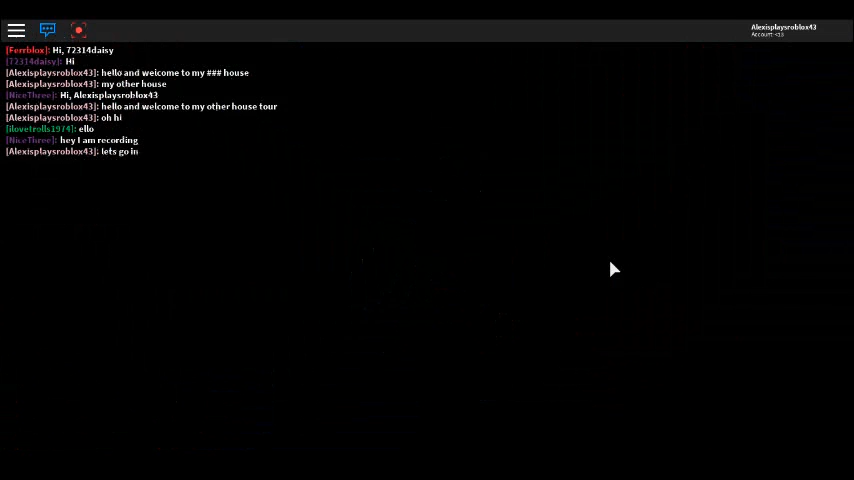 Alexisplaysroblox43
Account: <13
[Ferrblox]: Hi, 72314daisy
[72314daisy]: Hi
[Alexisplaysroblox43]: hello and welcome to my ### house
[Alexisplaysroblox43]: my other house
[NiceThree]: Hi, Alexisplaysroblox43
[Alexisplaysroblox43]: hello and welcome to my other house tour
[Alexisplaysroblox43]: oh hi
[ilovetrolls1974]: ello
[NiceThree]: hey I am recording
[Alexisplaysroblox43]: lets go in